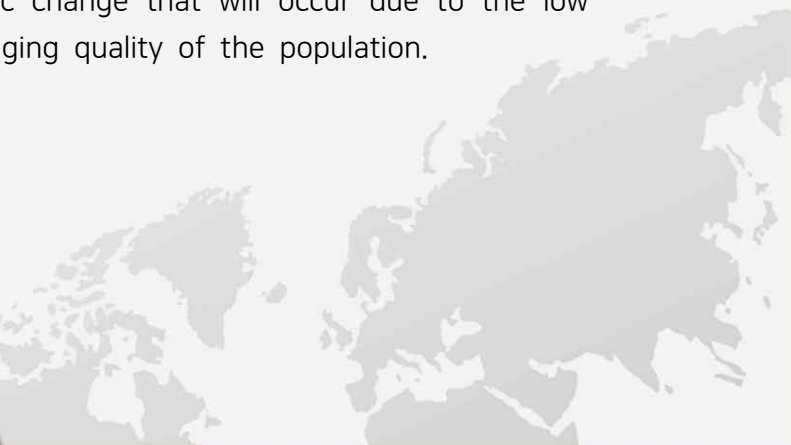 c change that will occur due to the low
ging quality of the population.